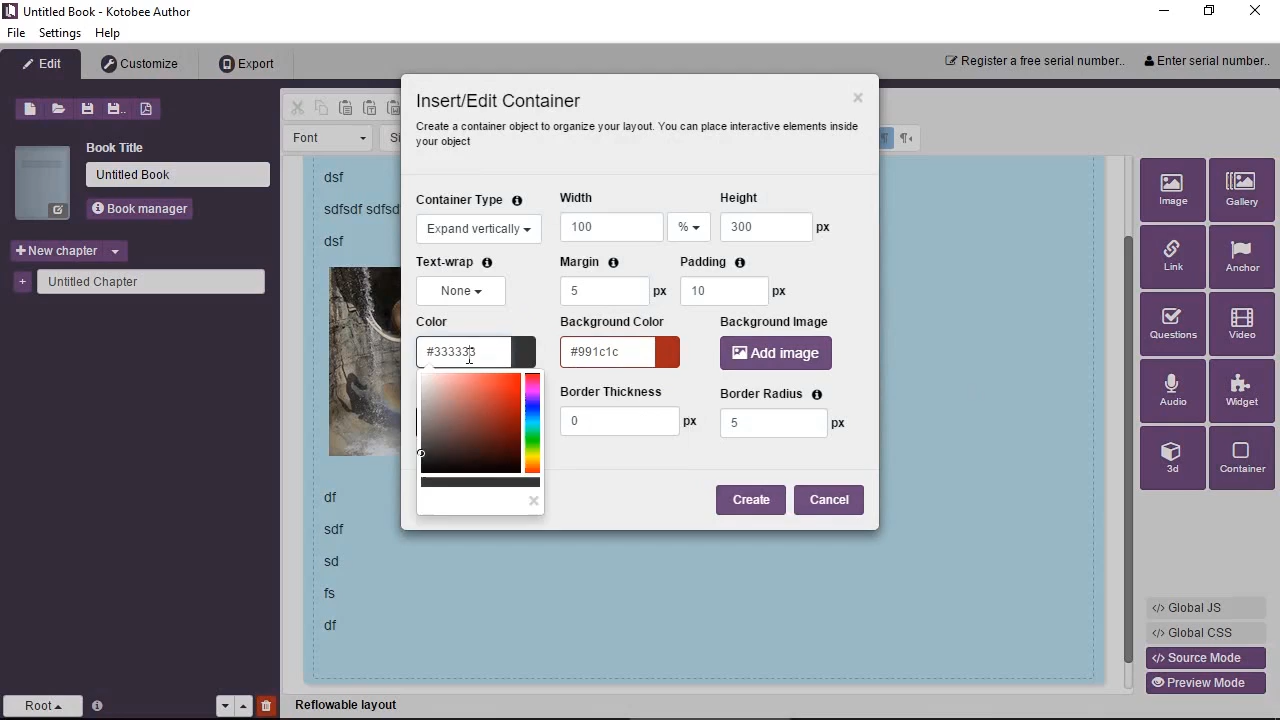 Untitled Book - Kotobee Author
File Settings Help
Edit Customize Export
Register a free serial number.. Enter serial number..
Book Title
Untitled Book
Book manager
New chapter
Untitled Chapter
Font
dsf
sdfsdf sdfsd
dsf
df
sdf
sd
fs
df
Insert/Edit Container
Create a container object to organize your layout. You can place interactive elements inside
your object
Container Type Width Height
Expand vertically 100 % 300 px
Text-wrap Margin Padding
None 5 px 10 px
Color Background Color Background Image
#333333 #991c1c Add image
Border Thickness Border Radius
0 px 5 px
Create Cancel
Image Gallery
Link Anchor
Questions Video
Audio Widget
3d Container
</> Global JS
</> Global CSS
</> Source Mode
Preview Mode
Root
Reflowable layout